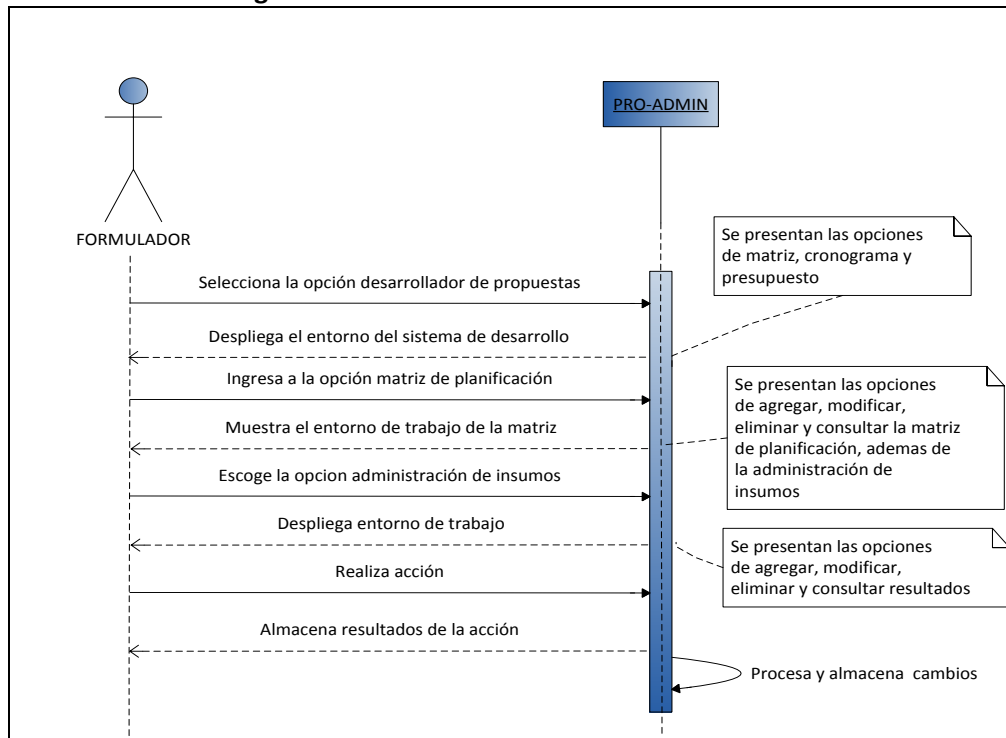 PRO-ADMIN
FORMULADOR
Se presentan las opciones
de matriz, cronograma y
presupuesto
Selecciona la opción desarrollador de propuestas
Despliega el entorno del sistema de desarrollo
Ingresa a la opción matriz de planificación
Se presentan las opciones
de agregar, modificar,
eliminar y consultar la matriz
de planificación, ademas de
la administración de
insumos
Muestra el entorno de trabajo de la matriz
Escoge la opcion administración de insumos
Despliega entorno de trabajo
Se presentan las opciones
de agregar, modificar,
eliminar y consultar resultados
Realiza acción
Almacena resultados de la acción
Procesa y almacena cambios